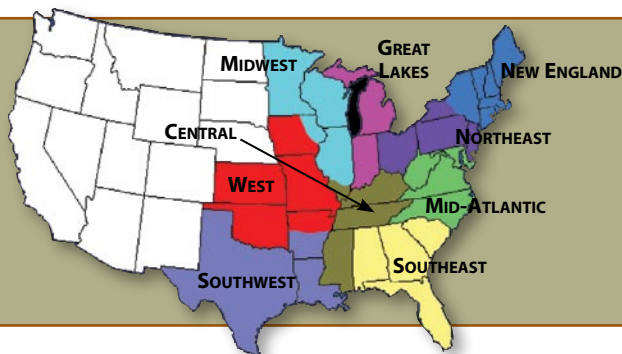 MIDWEST
GREAT
LAKES
NEW ENGLAND
CENTRAL
NORTHEAST
WEST
MID-ATLANTIC
SOUTHEAST
SOUTHWEST